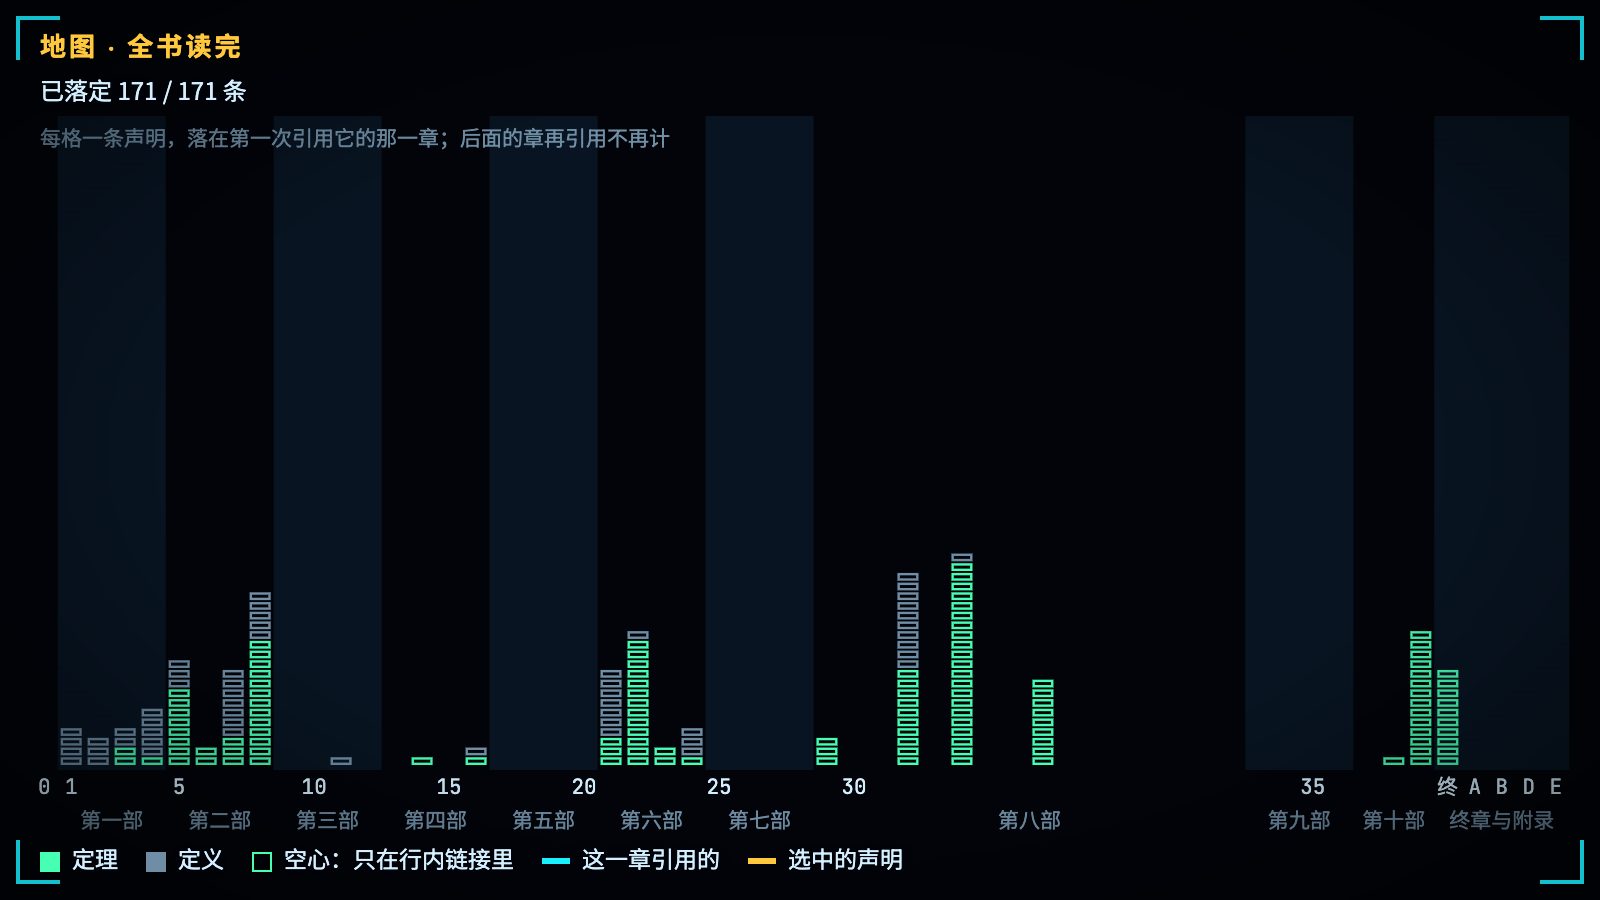 地图 · 全书读完
已落定 171 / 171 条
每格一条声明，落在第一次引用它的那一章；后面的章再引用不再计
0 1 5 10 15 20 25 30 35 终 A B D E
第一部 第二部 第三部 第四部 第五部 第六部 第七部 第八部 第九部 第十部 终章与附录
定理 定义 空心：只在行内链接里 这一章引用的 选中的声明